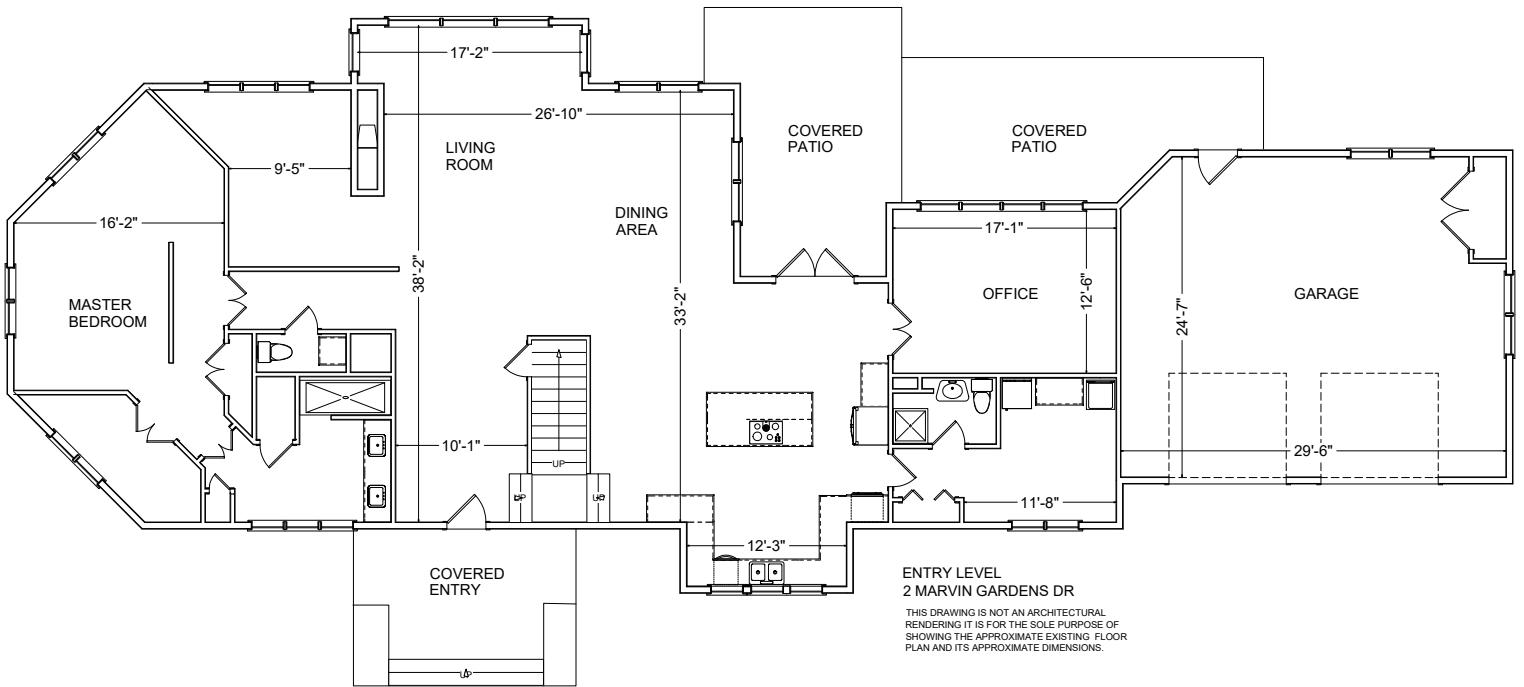 17'-2"
26'-10"
LIVING
ROOM
COVERED
PATIO
COVERED
PATIO
9'-5"
16'-2"
DINING
AREA
17'-1"
38'-2"
33'-2"
MASTER
BEDROOM
OFFICE
12'-6"
24'-7"
GARAGE
10'-1"
UP
UP
UP
29'-6"
11'-8"
12'-3"
COVERED
ENTRY
UP
ENTRY LEVEL
2 MARVIN GARDENS DR
THIS DRAWING IS NOT AN ARCHITECTURAL
RENDERING IT IS FOR THE SOLE PURPOSE OF
SHOWING THE APPROXIMATE EXISTING FLOOR
PLAN AND ITS APPROXIMATE DIMENSIONS.